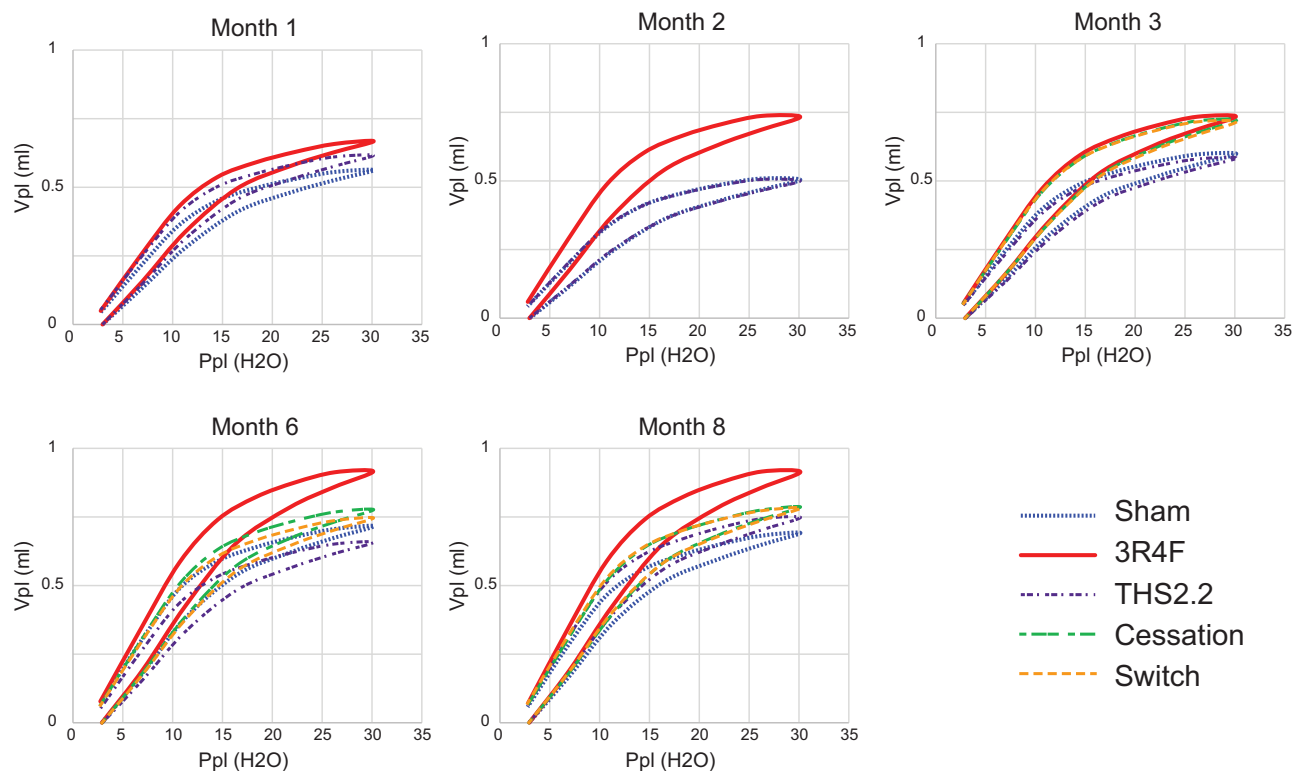 Month 1
1
0.5
0
Vpl (ml)
0 5 10 15 20 25 30 35
Ppl (H2O)
Month 2
1
0.5
0
Vpl (ml)
0 5 10 15 20 25 30 35
Ppl (H2O)
Month 3
1
0.5
0
Vpl (ml)
0 5 10 15 20 25 30 35
Ppl (H2O)
Month 6
1
0.5
0
Vpl (ml)
0 5 10 15 20 25 30 35
Ppl (H2O)
Month 8
1
0.5
0
Vpl (ml)
0 5 10 15 20 25 30 35
Ppl (H2O)
Sham
3R4F
THS2.2
Cessation
Switch